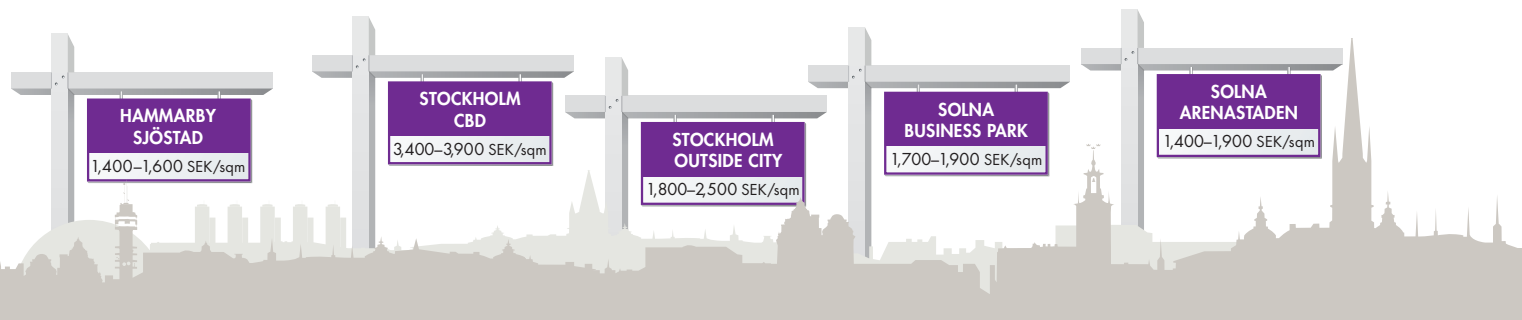 HAMMARBY
SJÖSTAD
1,400–1,600 SEK/sqm
STOCKHOLM
CBD
3,400–3,900 SEK/sqm
STOCKHOLM
OUTSIDE CITY
1,800–2,500 SEK/sqm
SOLNA
BUSINESS PARK
1,700–1,900 SEK/sqm
SOLNA
ARENASTADEN
1,400–1,900 SEK/sqm